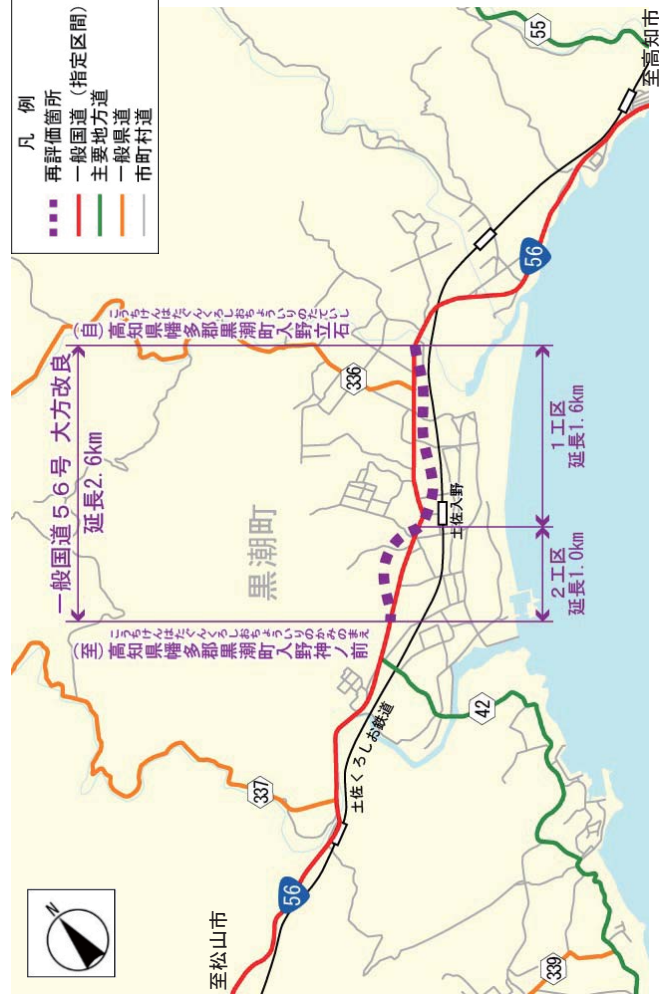 凡 例
再評価箇所
一般国道（指定区間）
主要地方道
一般県道
市町村道
N
至松山市
至高知市
一般国道５６号 大方改良
延長2.6km
こうちけんはたぐんくろしおちょういりのたていし
(自)高知県幡多郡黒潮町入野立石
こうちけんはたぐんくろしおちょういりのかみのまえ
(至)高知県幡多郡黒潮町入野神ノ前
黒潮町
土佐くろしお鉄道
土佐入野
２工区
延長1.0km
１工区
延長1.6km
56
56
337
336
42
339
55